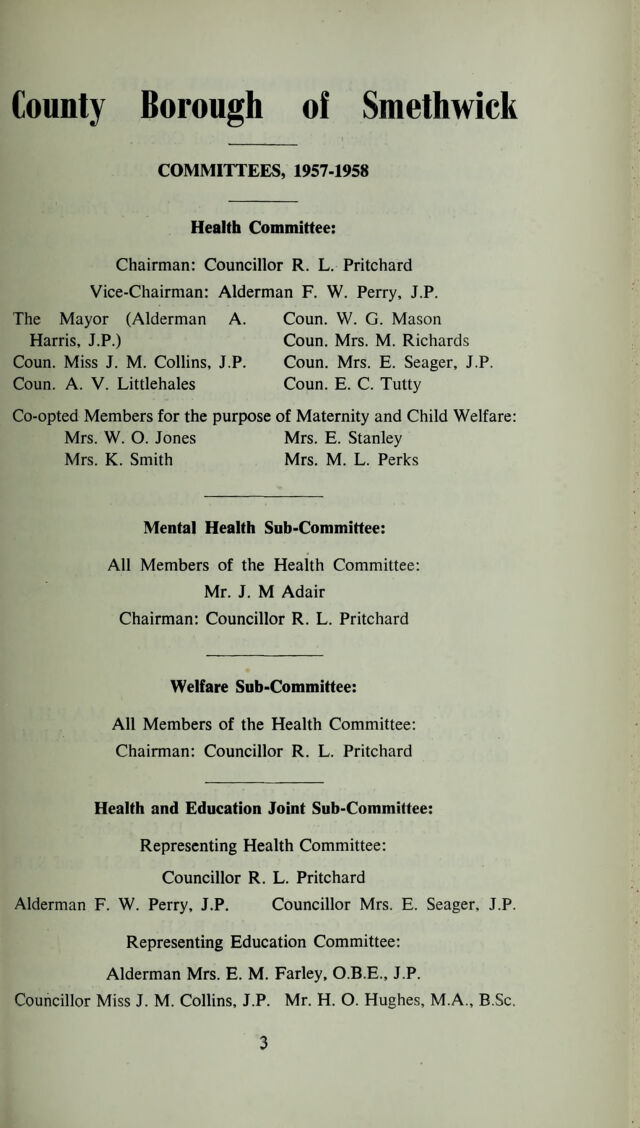 County Borough of Smethwick
COMMITTEES, 1957-1958
Health Committee:
Chairman: Councillor R. L. Pritchard
Vice-Chairman: Alderman F. W. Perry, J.P.
The Mayor (Alderman A.
Harris, J.P.)
Coun. Miss J. M. Collins, J.P.
Coun. A. V. Littlehales
Coun. W. G. Mason
Coun. Mrs. M. Richards
Coun. Mrs. E. Seager, J.P.
Coun. E. C. Tutty
Co-opted Members for the purpose of Maternity and Child Welfare:
Mrs. W. O. Jones
Mrs. K. Smith
Mrs. E. Stanley
Mrs. M. L. Perks
Mental Health Sub-Committee:
All Members of the Health Committee:
Mr. J. M Adair
Chairman: Councillor R. L. Pritchard
Welfare Sub-Committee:
All Members of the Health Committee:
Chairman: Councillor R. L. Pritchard
Health and Education Joint Sub-Committee:
Representing Health Committee:
Councillor R. L. Pritchard
Alderman F. W. Perry, J.P. Councillor Mrs. E. Seager, J.P.
Representing Education Committee:
Alderman Mrs. E. M. Farley, O.B.E., J.P.
Councillor Miss J. M. Collins, J.P. Mr. H. O. Hughes, M.A., B.Sc.
3